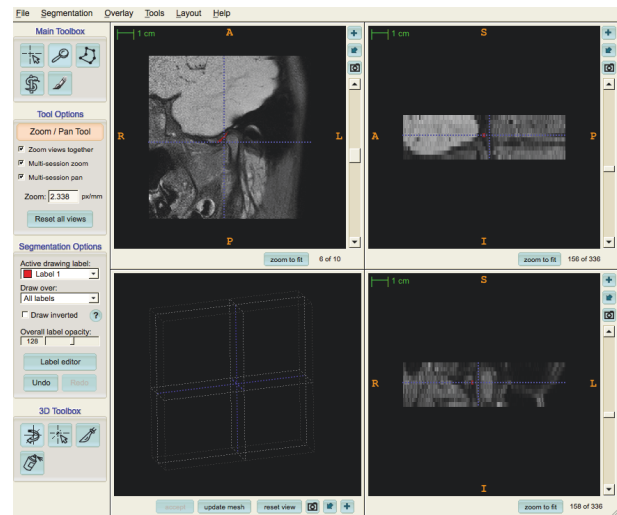 File Segmentation Overlay Tools Layout Help
Main Toolbox
Tool Options
Zoom / Pan Tool
Zoom views together
Multi-session zoom
Multi-session pan
Zoom: 2.338 px/mm
Reset all views
Segmentation Options
Active drawing label:
Label 1
Draw over:
All labels
Draw inverted ?
Overall label opacity:
128
Label editor
Undo Redo
3D Toolbox
1 cm A
R L
P
zoom to fit 6 of 10
1 cm S
A P
I
zoom to fit 156 of 336
accept update mesh reset view
1 cm S
R L
I
zoom to fit 158 of 336